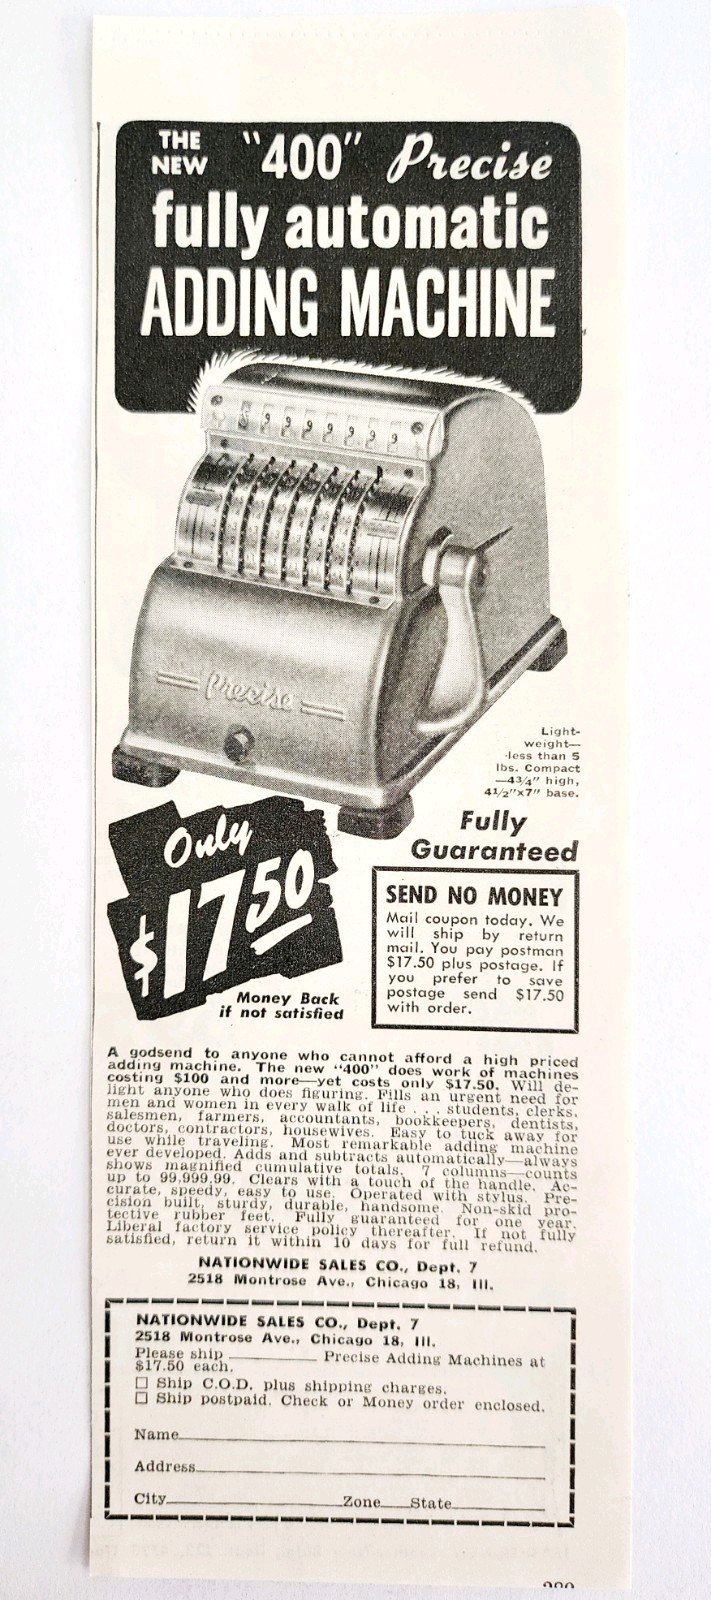 THE
NEW "400" Precise
fully automatic
ADDING MACHINE
9 9 9 9 9 9 9
Precise
Light-
weight—
less than 5
lbs. Compact
—4¾" high,
4½"x7" base.
Only
$17.50
Money Back
if not satisfied
Fully
Guaranteed
SEND NO MONEY
Mail coupon today. We
will ship by return
mail. You pay postman
$17.50 plus postage. If
you prefer to save
postage send $17.50
with order.
A godsend to anyone who cannot afford a high priced
adding machine. The new "400" does work of machines
costing $100 and more—yet costs only $17.50. Will de-
light anyone who does figuring. Fills an urgent need for
men and women in every walk of life . . . students, clerks,
salesmen, farmers, accountants, bookkeepers, dentists,
doctors, contractors, housewives. Easy to tuck away for
use while traveling. Most remarkable adding machine
ever developed. Adds and subtracts automatically—always
shows magnified cumulative totals. 7 columns—counts
up to 99,999.99. Clears with a touch of the handle. Ac-
curate, speedy, easy to use. Operated with stylus. Pre-
cision built, sturdy, durable, handsome. Non-skid pro-
tective rubber feet. Fully guaranteed for one year.
Liberal factory service policy thereafter. If not fully
satisfied, return it within 10 days for full refund.
NATIONWIDE SALES CO., Dept. 7
2518 Montrose Ave., Chicago 18, Ill.
NATIONWIDE SALES CO., Dept. 7
2518 Montrose Ave., Chicago 18, Ill.
Please ship __________ Precise Adding Machines at
$17.50 each.
☐ Ship C.O.D. plus shipping charges.
☐ Ship postpaid. Check or Money order enclosed.
Name
Address
City Zone State